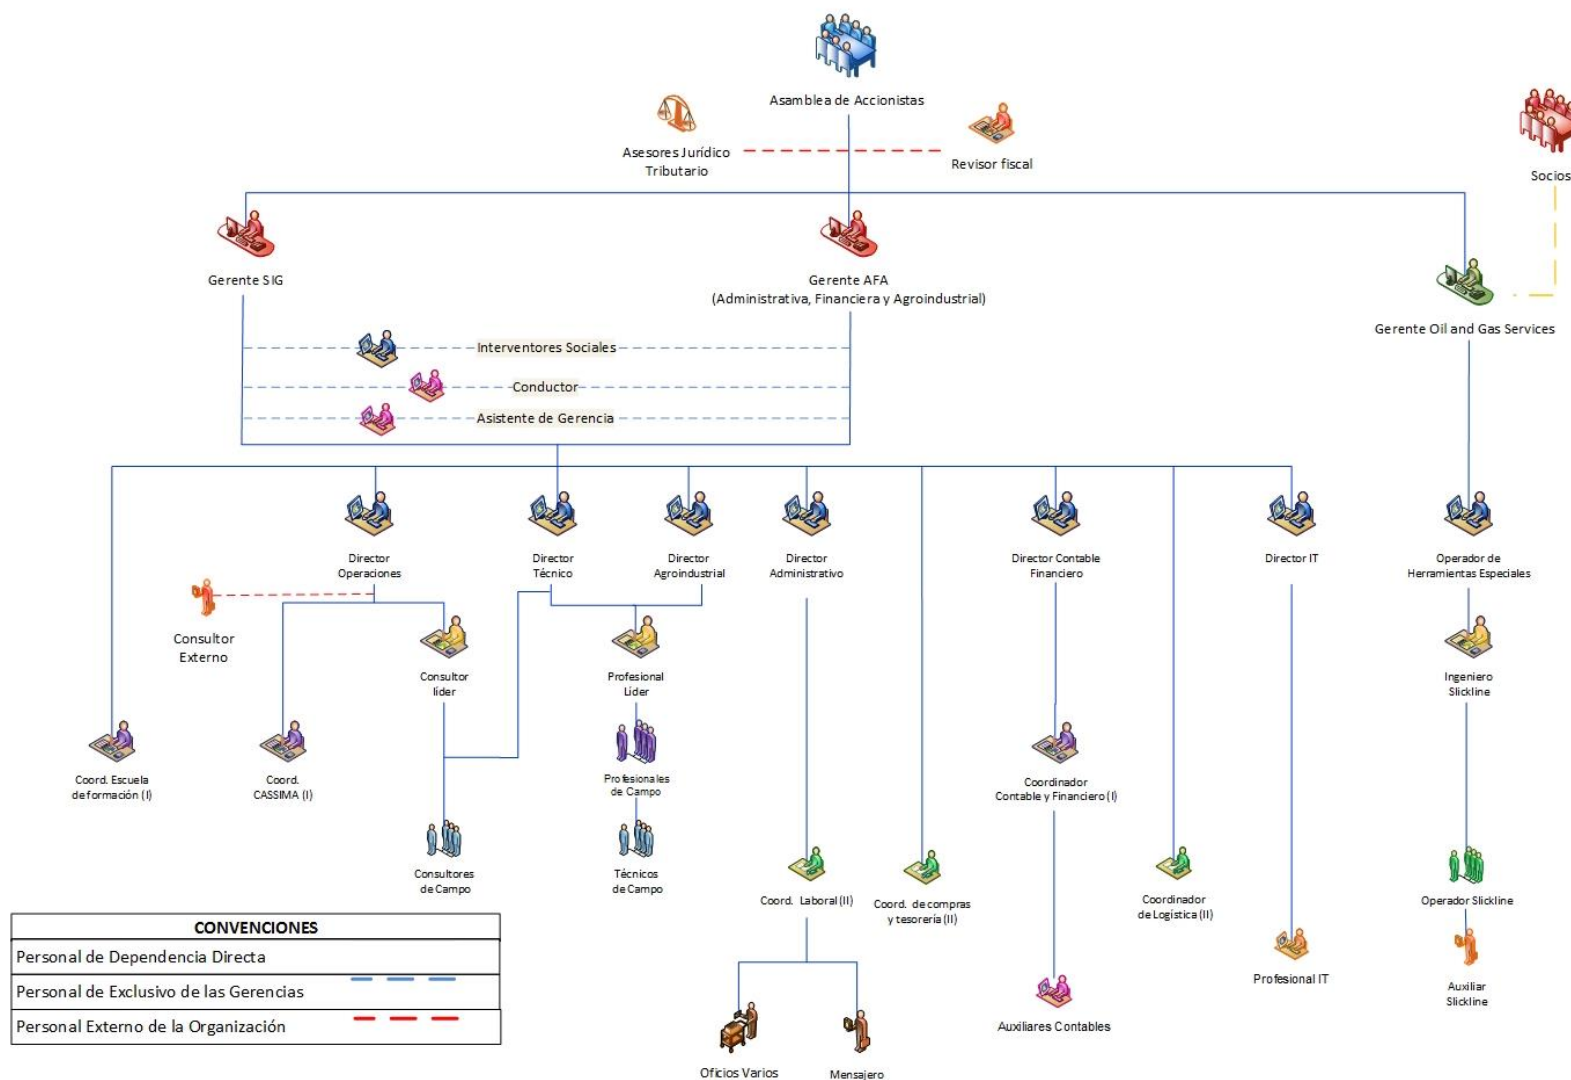 Asamblea de Accionistas
Asesores Jurídico
Tributario
Revisor fiscal
Socios
Gerente SIG
Gerente AFA
(Administrativa, Financiera y Agroindustrial)
Gerente Oil and Gas Services
Interventores Sociales
Conductor
Asistente de Gerencia
Director
Operaciones
Director
Técnico
Director
Agroindustrial
Director
Administrativo
Director Contable
Financiero
Director IT
Operador de
Herramientas Especiales
Consultor
Externo
Consultor
líder
Profesional
Líder
Ingeniero
Slickline
Coord. Escuela
de formación (I)
Coord.
CASSIMA (I)
Profesionales
de Campo
Coordinador
Contable y Financiero (I)
Consultores
de Campo
Técnicos
de Campo
Coord. Laboral (II)
Coord. de compras
y tesorería (II)
Coordinador
de Logística (II)
Operador Slickline
Profesional IT
Auxiliar
Slickline
Auxiliares Contables
Oficios Varios
Mensajero
CONVENCIONES
Personal de Dependencia Directa
Personal de Exclusivo de las Gerencias
Personal Externo de la Organización